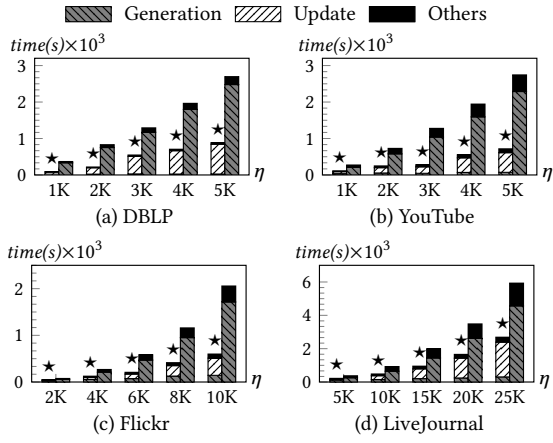 Generation Update Others
time(s)×10³ time(s)×10³
3 3
2 2
1 1
0 0
★ ★ ★ ★ ★ ★ ★ ★ ★ ★
1K 2K 3K 4K 5K η 1K 2K 3K 4K 5K η
(a) DBLP (b) YouTube
time(s)×10³ time(s)×10³
2 6
1 4
0 2
0
★ ★ ★ ★ ★ ★ ★ ★ ★ ★
2K 4K 6K 8K 10K η 5K 10K 15K 20K 25K η
(c) Flickr (d) LiveJournal